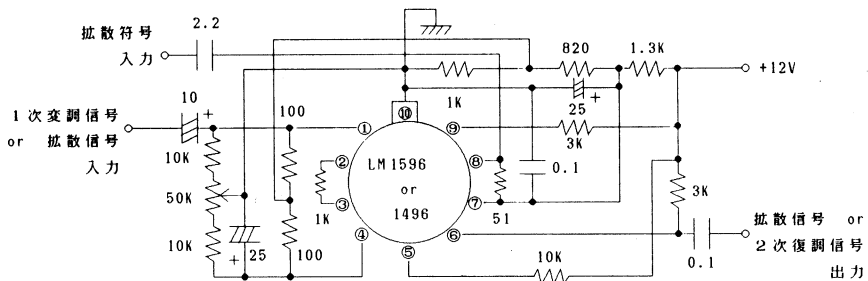 拡散符号
入力
2.2
820
1.3K
+12V
10
+
1次変調信号
or 拡散信号
入力
100
1K
25
+
①
⑩
⑨
3K
10K
②
LM1596
or
1496
⑧
0.1
3K
50K
③
1K
⑦
51
10K
25
+
100
④
⑤
⑥
10K
0.1
拡散信号 or
2次復調信号
出力